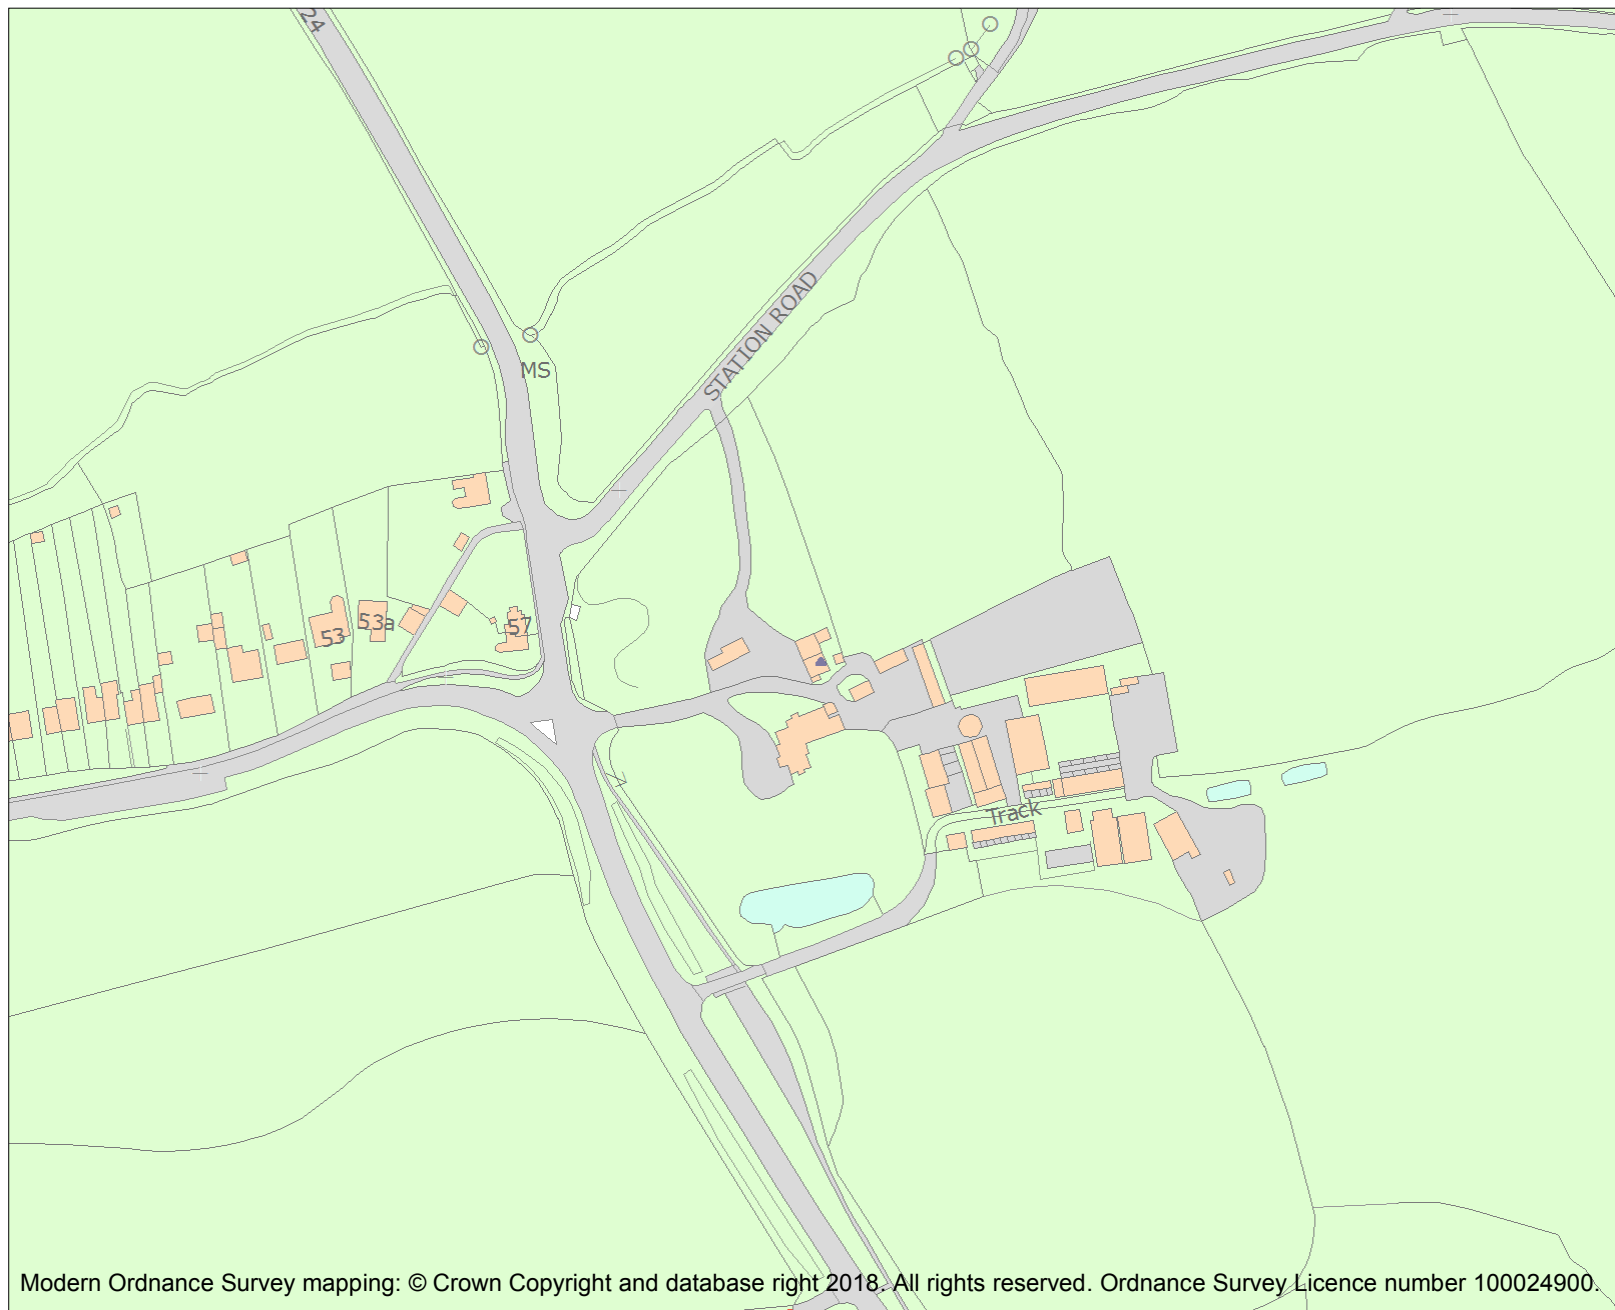 24
STATION ROAD
MS
53
53a
57
Track
Modern Ordnance Survey mapping: © Crown Copyright and database right 2018. All rights reserved. Ordnance Survey Licence number 100024900.